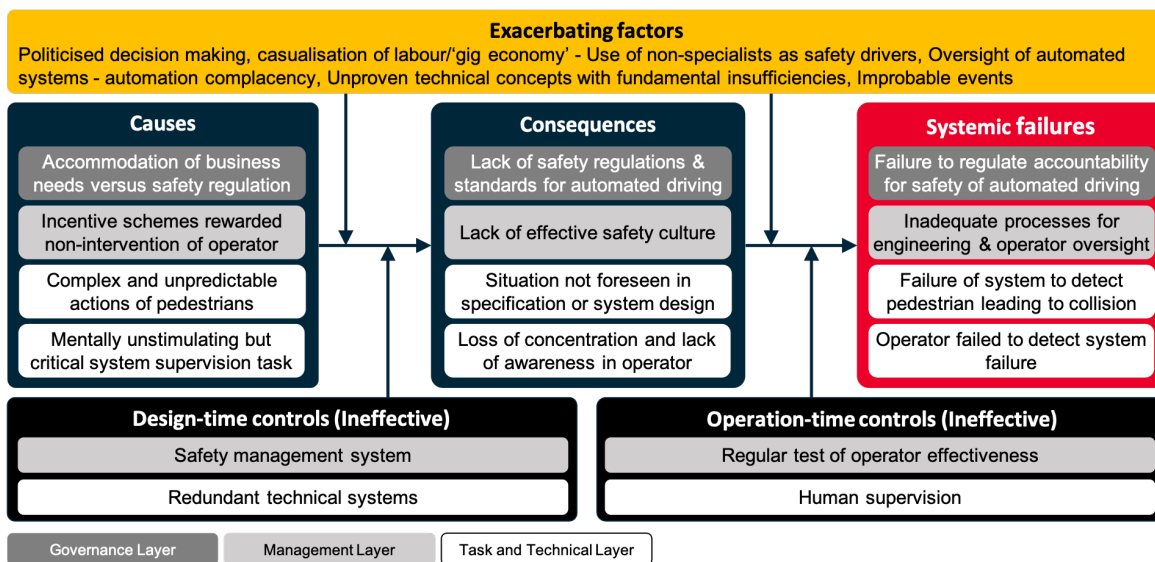 Exacerbating factors
Politicised decision making, casualisation of labour/‘gig economy’ - Use of non-specialists as safety drivers, Oversight of automated
systems - automation complacency, Unproven technical concepts with fundamental insufficiencies, Improbable events
Causes
Accommodation of business
needs versus safety regulation
Incentive schemes rewarded
non-intervention of operator
Complex and unpredictable
actions of pedestrians
Mentally unstimulating but
critical system supervision task
Consequences
Lack of safety regulations &
standards for automated driving
Lack of effective safety culture
Situation not foreseen in
specification or system design
Loss of concentration and lack
of awareness in operator
Systemic failures
Failure to regulate accountability
for safety of automated driving
Inadequate processes for
engineering & operator oversight
Failure of system to detect
pedestrian leading to collision
Operator failed to detect system
failure
Design-time controls (Ineffective)
Safety management system
Redundant technical systems
Operation-time controls (Ineffective)
Regular test of operator effectiveness
Human supervision
Governance Layer
Management Layer
Task and Technical Layer